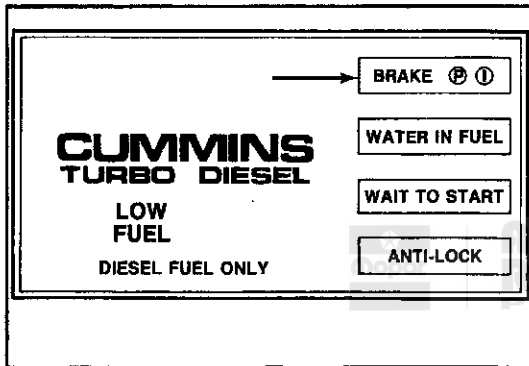 BRAKE Ⓟ Ⓘ
WATER IN FUEL
CUMMINS
TURBO DIESEL
WAIT TO START
LOW
FUEL
ANTI-LOCK
DIESEL FUEL ONLY